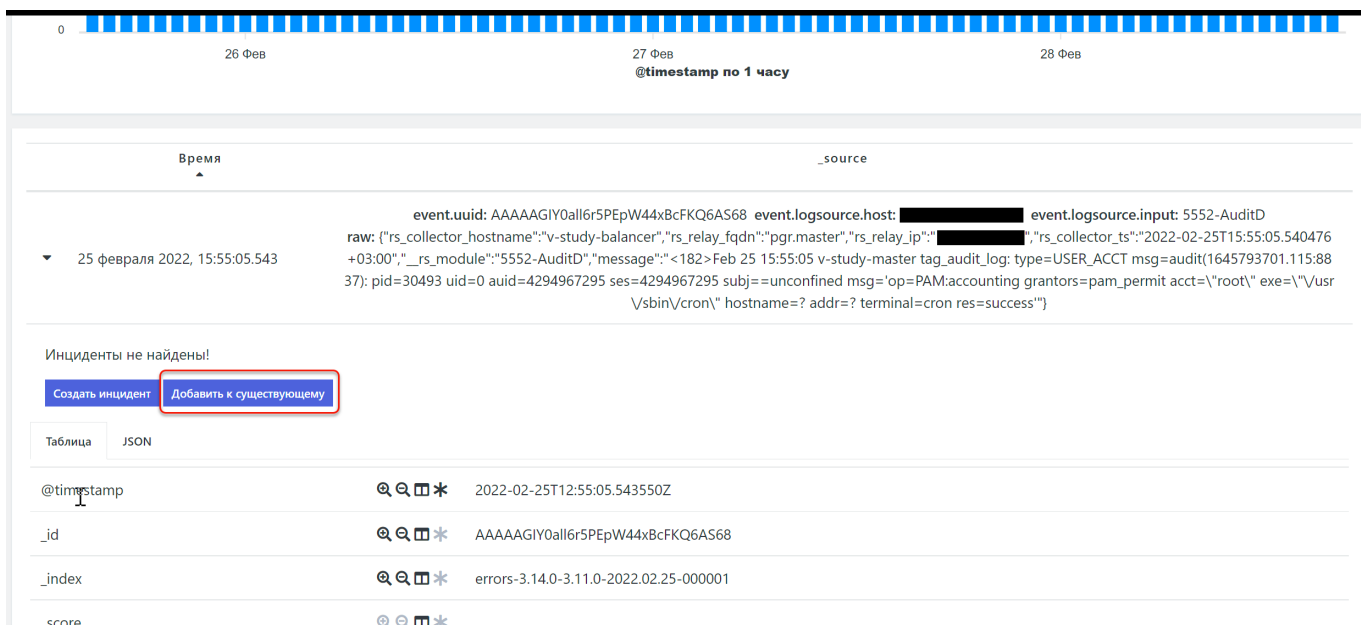 0
26 Фев 27 Фев 28 Фев
@timestamp по 1 часу
Время _source
event.uuid: AAAAAGIY0all6r5PEpW44xBcFKQ6AS68 event.logsource.host: event.logsource.input: 5552-AuditD
raw: {"rs_collector_hostname":"v-study-balancer","rs_relay_fqdn":"pgr.master","rs_relay_ip":" ","rs_collector_ts":"2022-02-25T15:55:05.540476
25 февраля 2022, 15:55:05.543 +03:00","__rs_module":"5552-AuditD","message":"<182>Feb 25 15:55:05 v-study-master tag_audit_log: type=USER_ACCT msg=audit(1645793701.115:88
37): pid=30493 uid=0 auid=4294967295 ses=4294967295 subj==unconfined msg='op=PAM:accounting grantors=pam_permit acct=\"root\" exe=\"\/usr
\/sbin\/cron\" hostname=? addr=? terminal=cron res=success'"}
Инциденты не найдены!
Создать инцидент Добавить к существующему
Таблица JSON
@timestamp 2022-02-25T12:55:05.543550Z
_id AAAAAGIY0all6r5PEpW44xBcFKQ6AS68
_index errors-3.14.0-3.11.0-2022.02.25-000001
_score